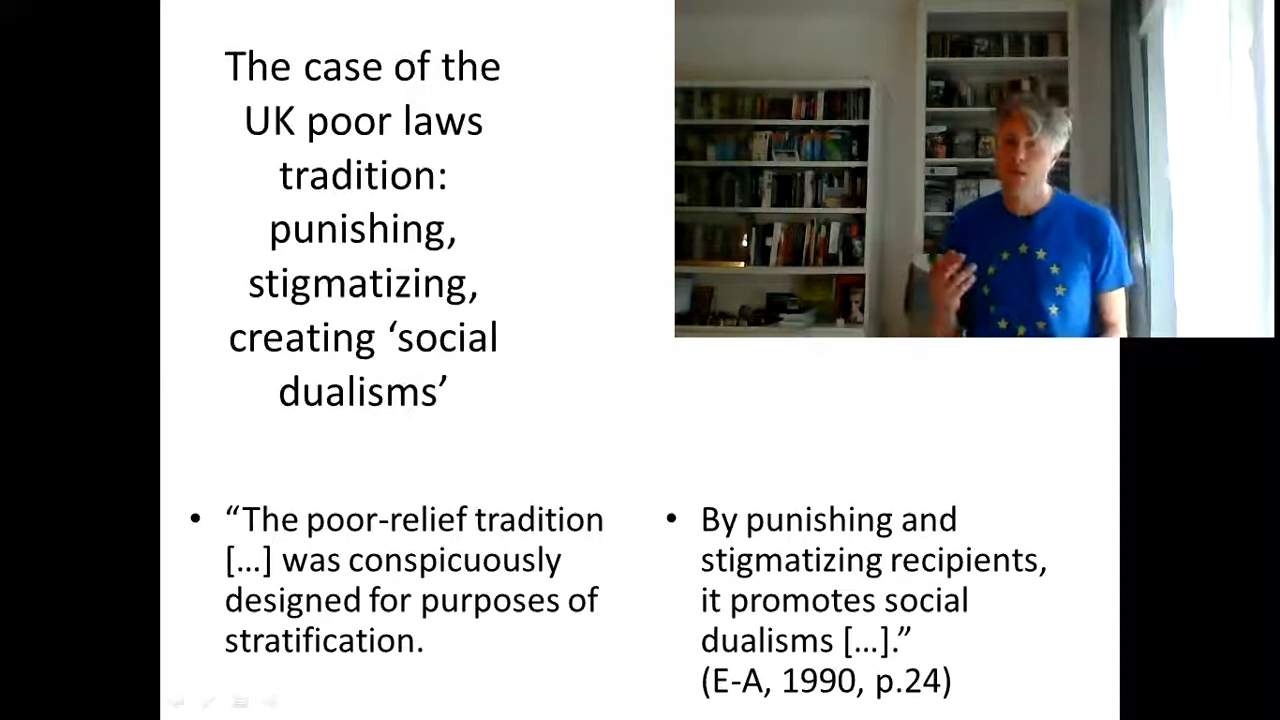 The case of the
UK poor laws
tradition:
punishing,
stigmatizing,
creating ‘social
dualisms’
• “The poor-relief tradition
[…] was conspicuously
designed for purposes of
stratification.
• By punishing and
stigmatizing recipients,
it promotes social
dualisms […].”
(E-A, 1990, p.24)